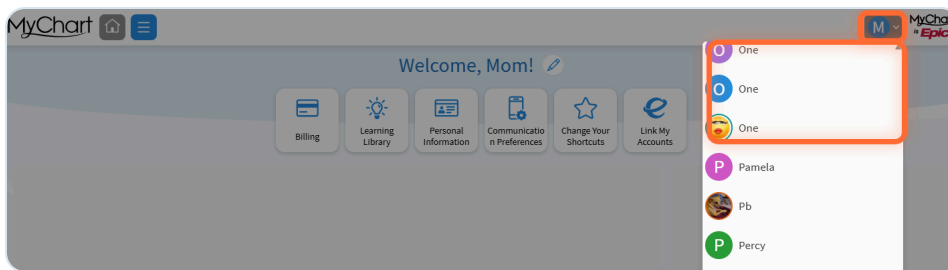 MyChart
M
MyCha
Epic
O One
Welcome, Mom!
O One
One
Billing
Learning
Library
Personal
Information
Communicatio
n Preferences
Change Your
Shortcuts
Link My
Accounts
P Pamela
Pb
P Percy